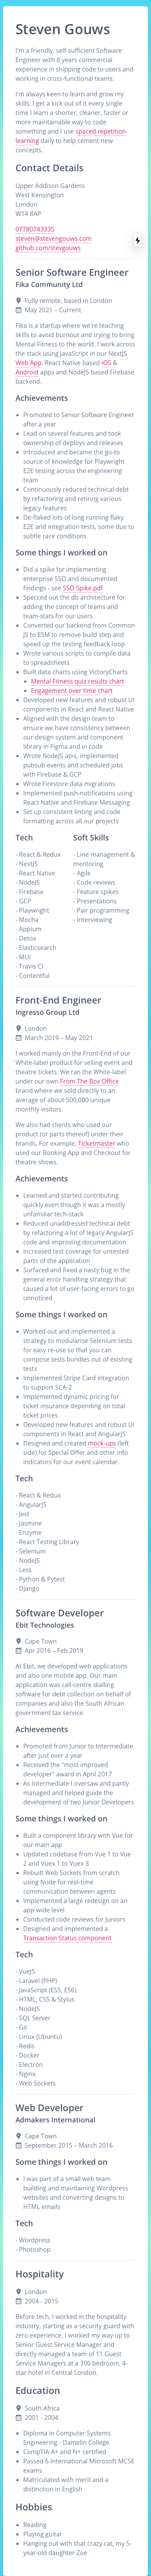 Steven Gouws
I'm a friendly, self-sufficient Software
Engineer with 8 years commercial
experience in shipping code to users and
working in cross-functional teams.
I'm always keen to learn and grow my
skills. I get a kick out of it every single
time I learn a shorter, cleaner, faster or
more maintainable way to code
something and I use spaced repetition
learning daily to help cement new
concepts.
Contact Details
Upper Addison Gardens
West Kensington
London
W14 8AP
07780743335
steven@stevengouws.com
github.com/stevgouws
Senior Software Engineer
Fika Community Ltd
Fully remote, based in London
May 2021 – Current
Fika is a startup where we're teaching
skills to avoid burnout and trying to bring
Mental Fitness to the world. I work across
the stack using JavaScript in our NextJS
Web App, React Native based iOS &
Android apps and NodeJS based Firebase
backend.
Achievements
• Promoted to Senior Software Engineer
after a year
• Lead on several features and took
ownership of deploys and releases
• Introduced and became the go-to
source of knowledge for Playwright
E2E testing across the engineering
team
• Continuously reduced technical debt
by refactoring and retiring various
legacy features
• De-flaked lots of long running flaky
E2E and integration tests, some due to
subtle race conditions
Some things I worked on
• Did a spike for implementing
enterprise SSO and documented
findings - see SSO Spike.pdf
• Specced out the db architecture for
adding the concept of teams and
team-stats for our users
• Converted our backend from Common
JS to ESM to remove build step and
speed up the testing feedback-loop
• Wrote various scripts to compile data
to spreadsheets
• Built data charts using VictoryCharts
• Mental Fitness quiz results chart
• Engagement over time chart
• Developed new features and robust UI
components in React and React Native
• Aligned with the design team to
ensure we have consistency between
our design system and component
library in Figma and in code
• Wrote NodeJS apis, implemented
pubsub events and scheduled jobs
with Firebase & GCP
• Wrote Firestore data migrations
• Implemented push-notifications using
React Native and Firebase Messaging
• Set up consistent linting and code
formatting across all our projects
Tech
- React & Redux
- NextJS
- React Native
- NodeJS
- Firebase
- GCP
- Playwright
- Mocha
- Appium
- Detox
- Elasticsearch
- MUI
- Travis CI
- Contentful
Soft Skills
- Line management &
mentoring
- Agile
- Code reviews
- Feature spikes
- Presentations
- Pair programming
- Interviewing
Front-End Engineer
Ingresso Group Ltd
London
March 2019 – May 2021
I worked mainly on the Front-End of our
White-label product for selling event and
theatre tickets. We ran the White-label
under our own From The Box Office
brand where we sold directly to an
average of about 500,000 unique
monthly visitors.
We also had clients who used our
product (or parts thereof) under their
brands. For example, Ticketmaster who
used our Booking App and Checkout for
theatre shows.
Achievements
• Learned and started contributing
quickly even though it was a mostly
unfamiliar tech-stack
• Reduced unaddressed technical debt
by refactoring a lot of legacy AngularJS
code and improving documentation
• Increased test coverage for untested
parts of the application
• Surfaced and fixed a nasty bug in the
general error handling strategy that
caused a lot of user-facing errors to go
unnoticed
Some things I worked on
• Worked out and implemented a
strategy to modularise Selenium tests
for easy re-use so that you can
compose tests bundles out of existing
tests
• Implemented Stripe Card integration
to support SCA-2
• Implemented dynamic pricing for
ticket insurance depending on total
ticket prices
• Developed new features and robust UI
components in React and AngularJS
• Designed and created mock-ups (left
side) for Special Offer and other info
indicators for our event calendar.
Tech
- React & Redux
- AngularJS
- Jest
- Jasmine
- Enzyme
- React Testing Library
- Selenium
- NodeJS
- Less
- Python & Pytest
- Django
Software Developer
Ebit Technologies
Cape Town
Apr 2016 – Feb 2019
At Ebit, we developed web applications
and also one mobile app. Our main
application was call-centre dialling
software for debt collection on behalf of
companies and also the South African
government tax service.
Achievements
• Promoted from Junior to Intermediate
after just over a year
• Received the "most improved
developer" award in April 2017
• As Intermediate I oversaw and partly
managed and helped guide the
development of two Junior Developers
Some things I worked on
• Built a component library with Vue for
our main app
• Updated codebase from Vue 1 to Vue
2 and Vuex 1 to Vuex 3
• Rebuilt Web Sockets from scratch
using Node for real-time
communication between agents
• Implemented a large redesign on an
app-wide level
• Conducted code reviews for Juniors
• Designed and implemented a
Transaction Status component
Tech
- VueJS
- Laravel (PHP)
- JavaScript (ES5, ES6)
- HTML, CSS & Stylus
- NodeJS
- SQL Server
- Git
- Linux (Ubuntu)
- Redis
- Docker
- Electron
- Nginx
- Web Sockets
Web Developer
Admakers International
Cape Town
September 2015 – March 2016
Some things I worked on
• I was part of a small web team
building and maintaining Wordpress
websites and converting designs to
HTML emails
Tech
- Wordpress
- Photoshop
Hospitality
London
2004 - 2015
Before tech, I worked in the hospitality
industry, starting as a security guard with
zero experience. I worked my way up to
Senior Guest Service Manager and
directly managed a team of 11 Guest
Service Managers at a 300 bedroom, 4-
star hotel in Central London.
Education
South Africa
2001 - 2004
• Diploma in Computer Systems
Engineering - Damelin College
• CompTIA A+ and N+ certified
• Passed 6 International Microsoft MCSE
exams
• Matriculated with merit and a
distinction in English
Hobbies
• Reading
• Playing guitar
• Hanging out with that crazy cat, my 5-
year-old daughter Zoe